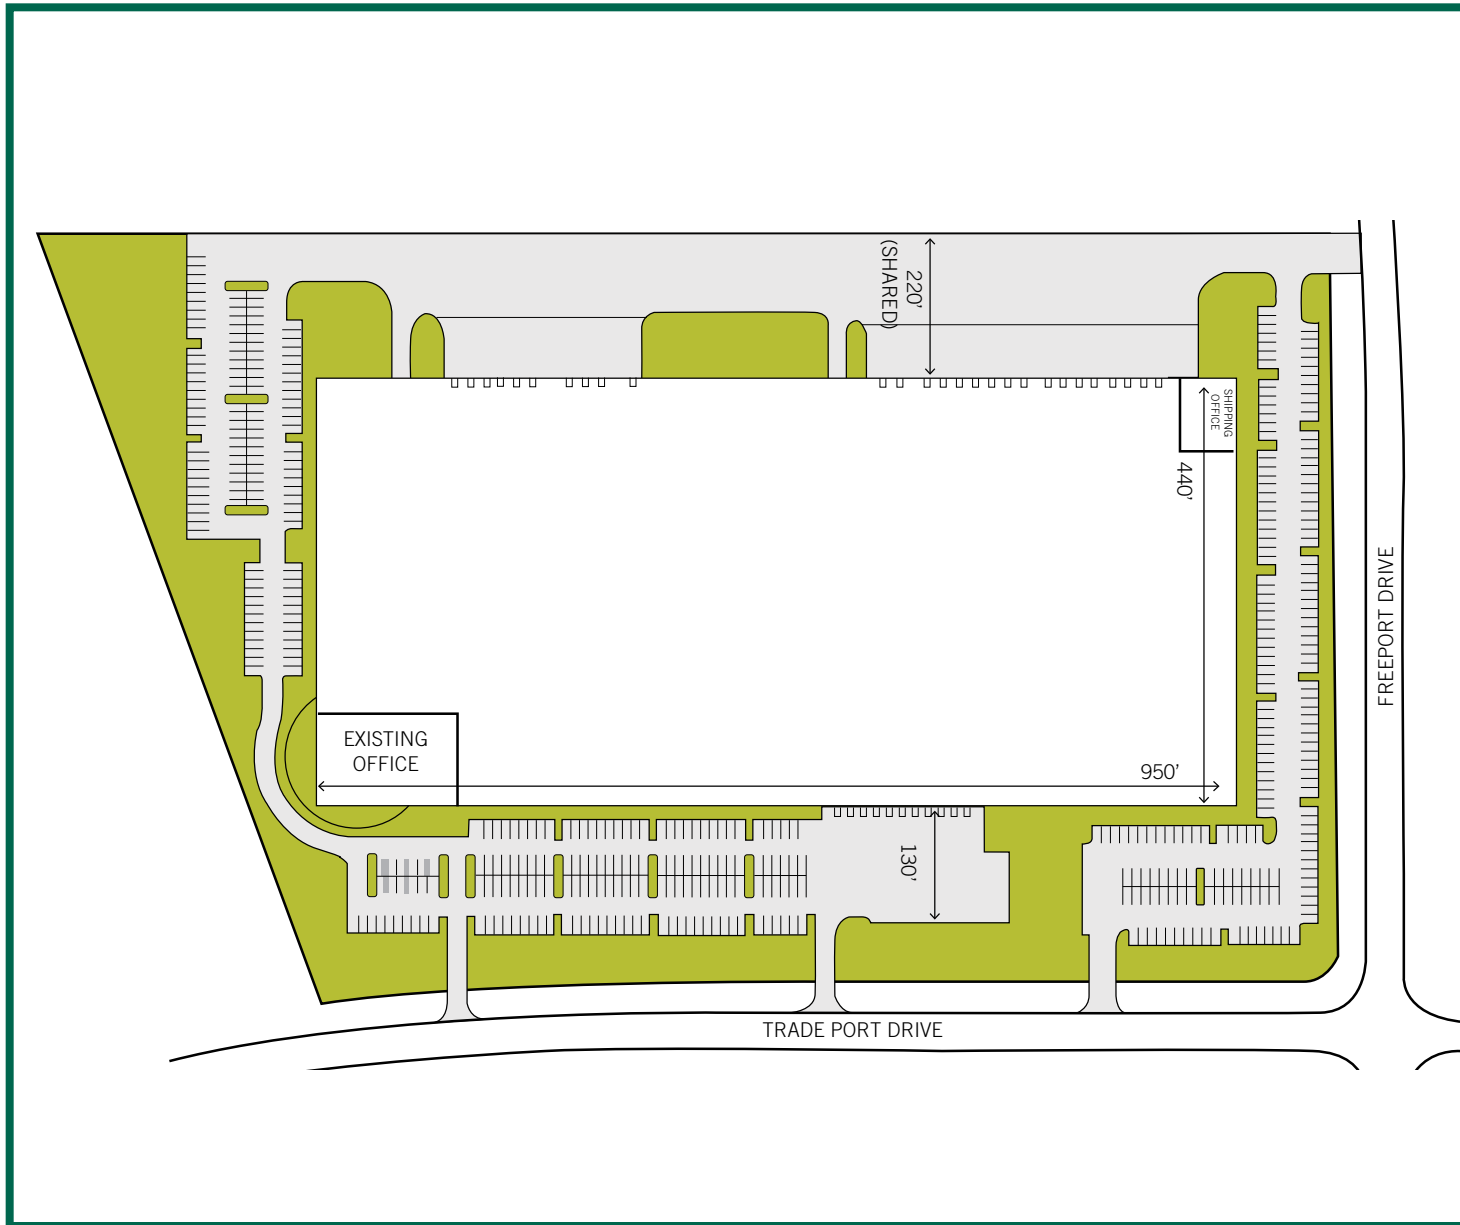 220’
(SHARED)
SHIPPING
OFFICE
440’
FREEPORT DRIVE
EXISTING
OFFICE
950’
130’
TRADE PORT DRIVE